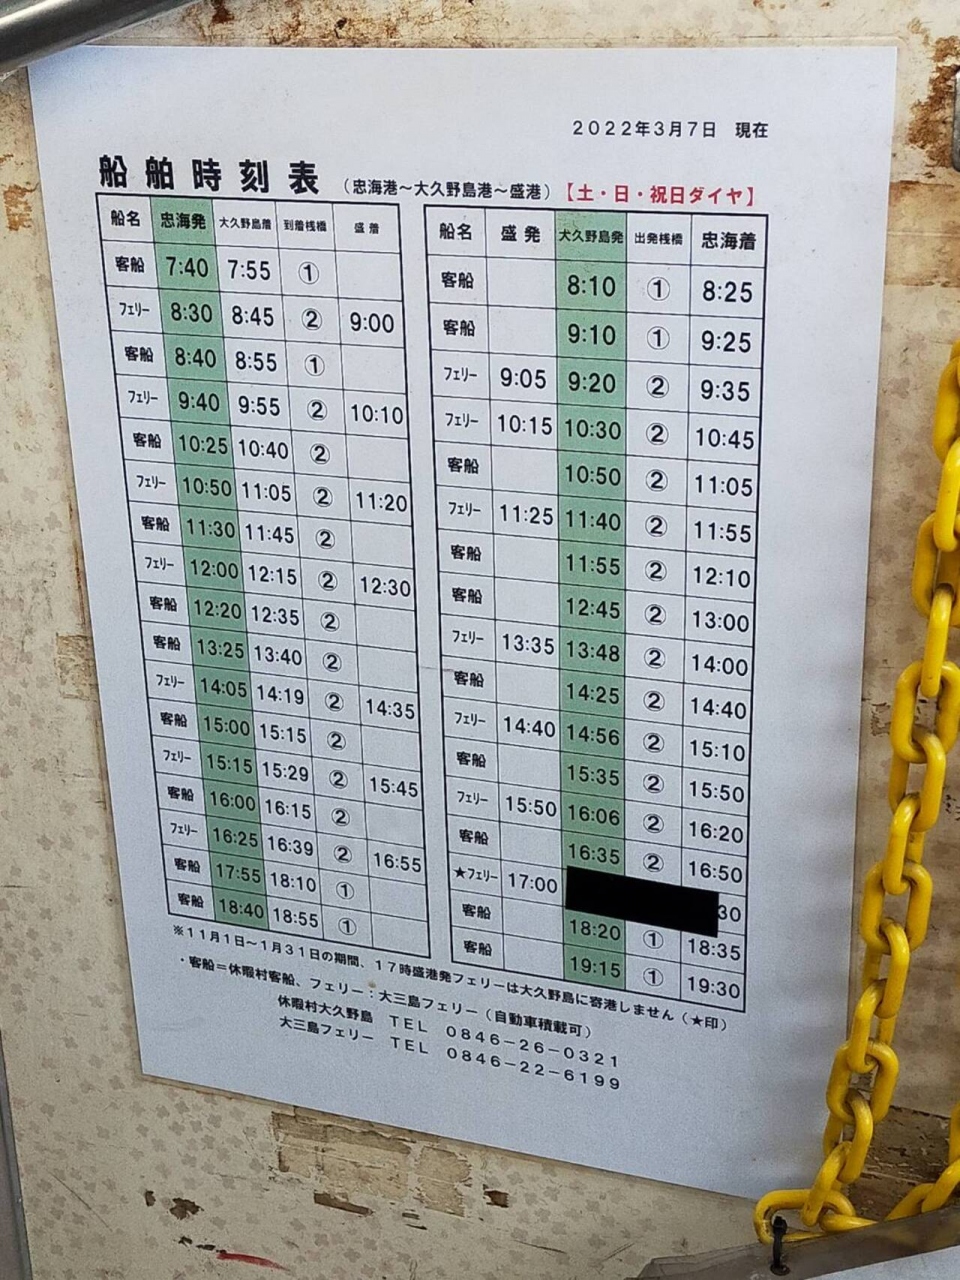 2022年3月7日 現在
船舶時刻表 (忠海港~大久野島港~盛港)【土・日・祝日ダイヤ】
船名 忠海発 大久野島着 到着桟橋 盛着
客船 7:40 7:55 ①
フェリー 8:30 8:45 ② 9:00
客船 8:40 8:55 ①
フェリー 9:40 9:55 ② 10:10
客船 10:25 10:40 ②
フェリー 10:50 11:05 ② 11:20
客船 11:30 11:45 ②
フェリー 12:00 12:15 ② 12:30
客船 12:20 12:35 ②
客船 13:25 13:40 ②
フェリー 14:05 14:19 ② 14:35
客船 15:00 15:15 ②
フェリー 15:15 15:29 ② 15:45
客船 16:00 16:15 ②
フェリー 16:25 16:39 ② 16:55
客船 17:55 18:10 ①
客船 18:40 18:55 ①
船名 盛発 大久野島発 出発桟橋 忠海着
客船 8:10 ① 8:25
客船 9:10 ① 9:25
フェリー 9:05 9:20 ② 9:35
フェリー 10:15 10:30 ② 10:45
客船 10:50 ② 11:05
フェリー 11:25 11:40 ② 11:55
客船 11:55 ② 12:10
客船 12:45 ② 13:00
フェリー 13:35 13:48 ② 14:00
客船 14:25 ② 14:40
フェリー 14:40 14:56 ② 15:10
客船 15:35 ② 15:50
フェリー 15:50 16:06 ② 16:20
客船 16:35 ② 16:50
★フェリー 17:00 30
客船 18:20 ① 18:35
客船 19:15 ① 19:30
※11月1日~1月31日の期間、17時盛港発フェリーは大久野島に寄港しません(★印)
・客船=休暇村客船、フェリー:大三島フェリー(自動車積載可)
休暇村大久野島 TEL 0846-26-0321
大三島フェリー TEL 0846-22-6199